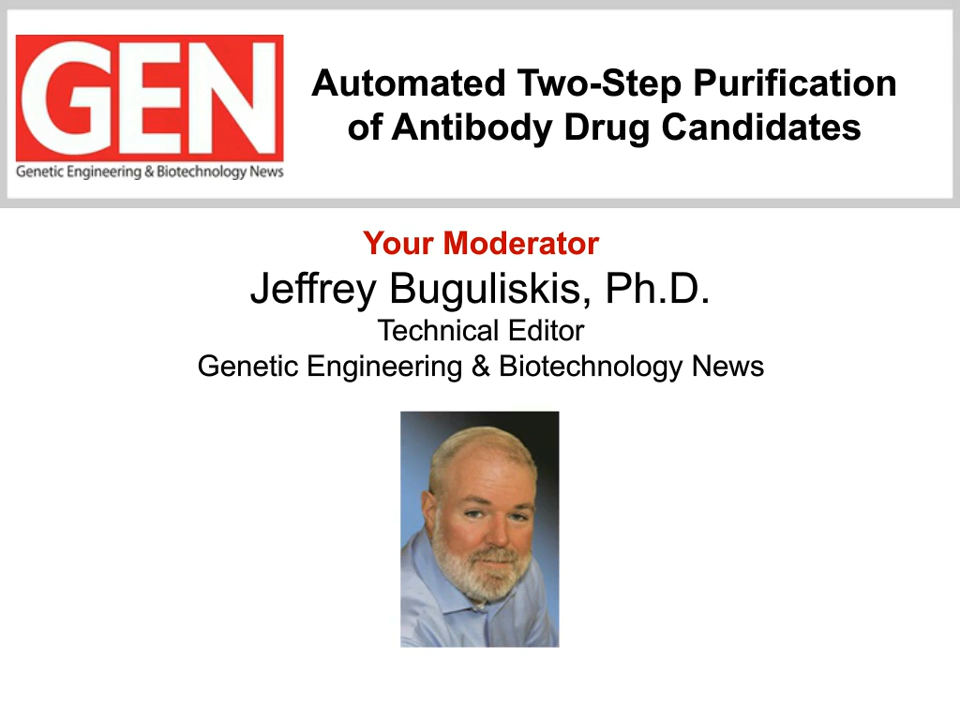 GEN
Genetic Engineering & Biotechnology News
Automated Two-Step Purification
of Antibody Drug Candidates
Your Moderator
Jeffrey Buguliskis, Ph.D.
Technical Editor
Genetic Engineering & Biotechnology News